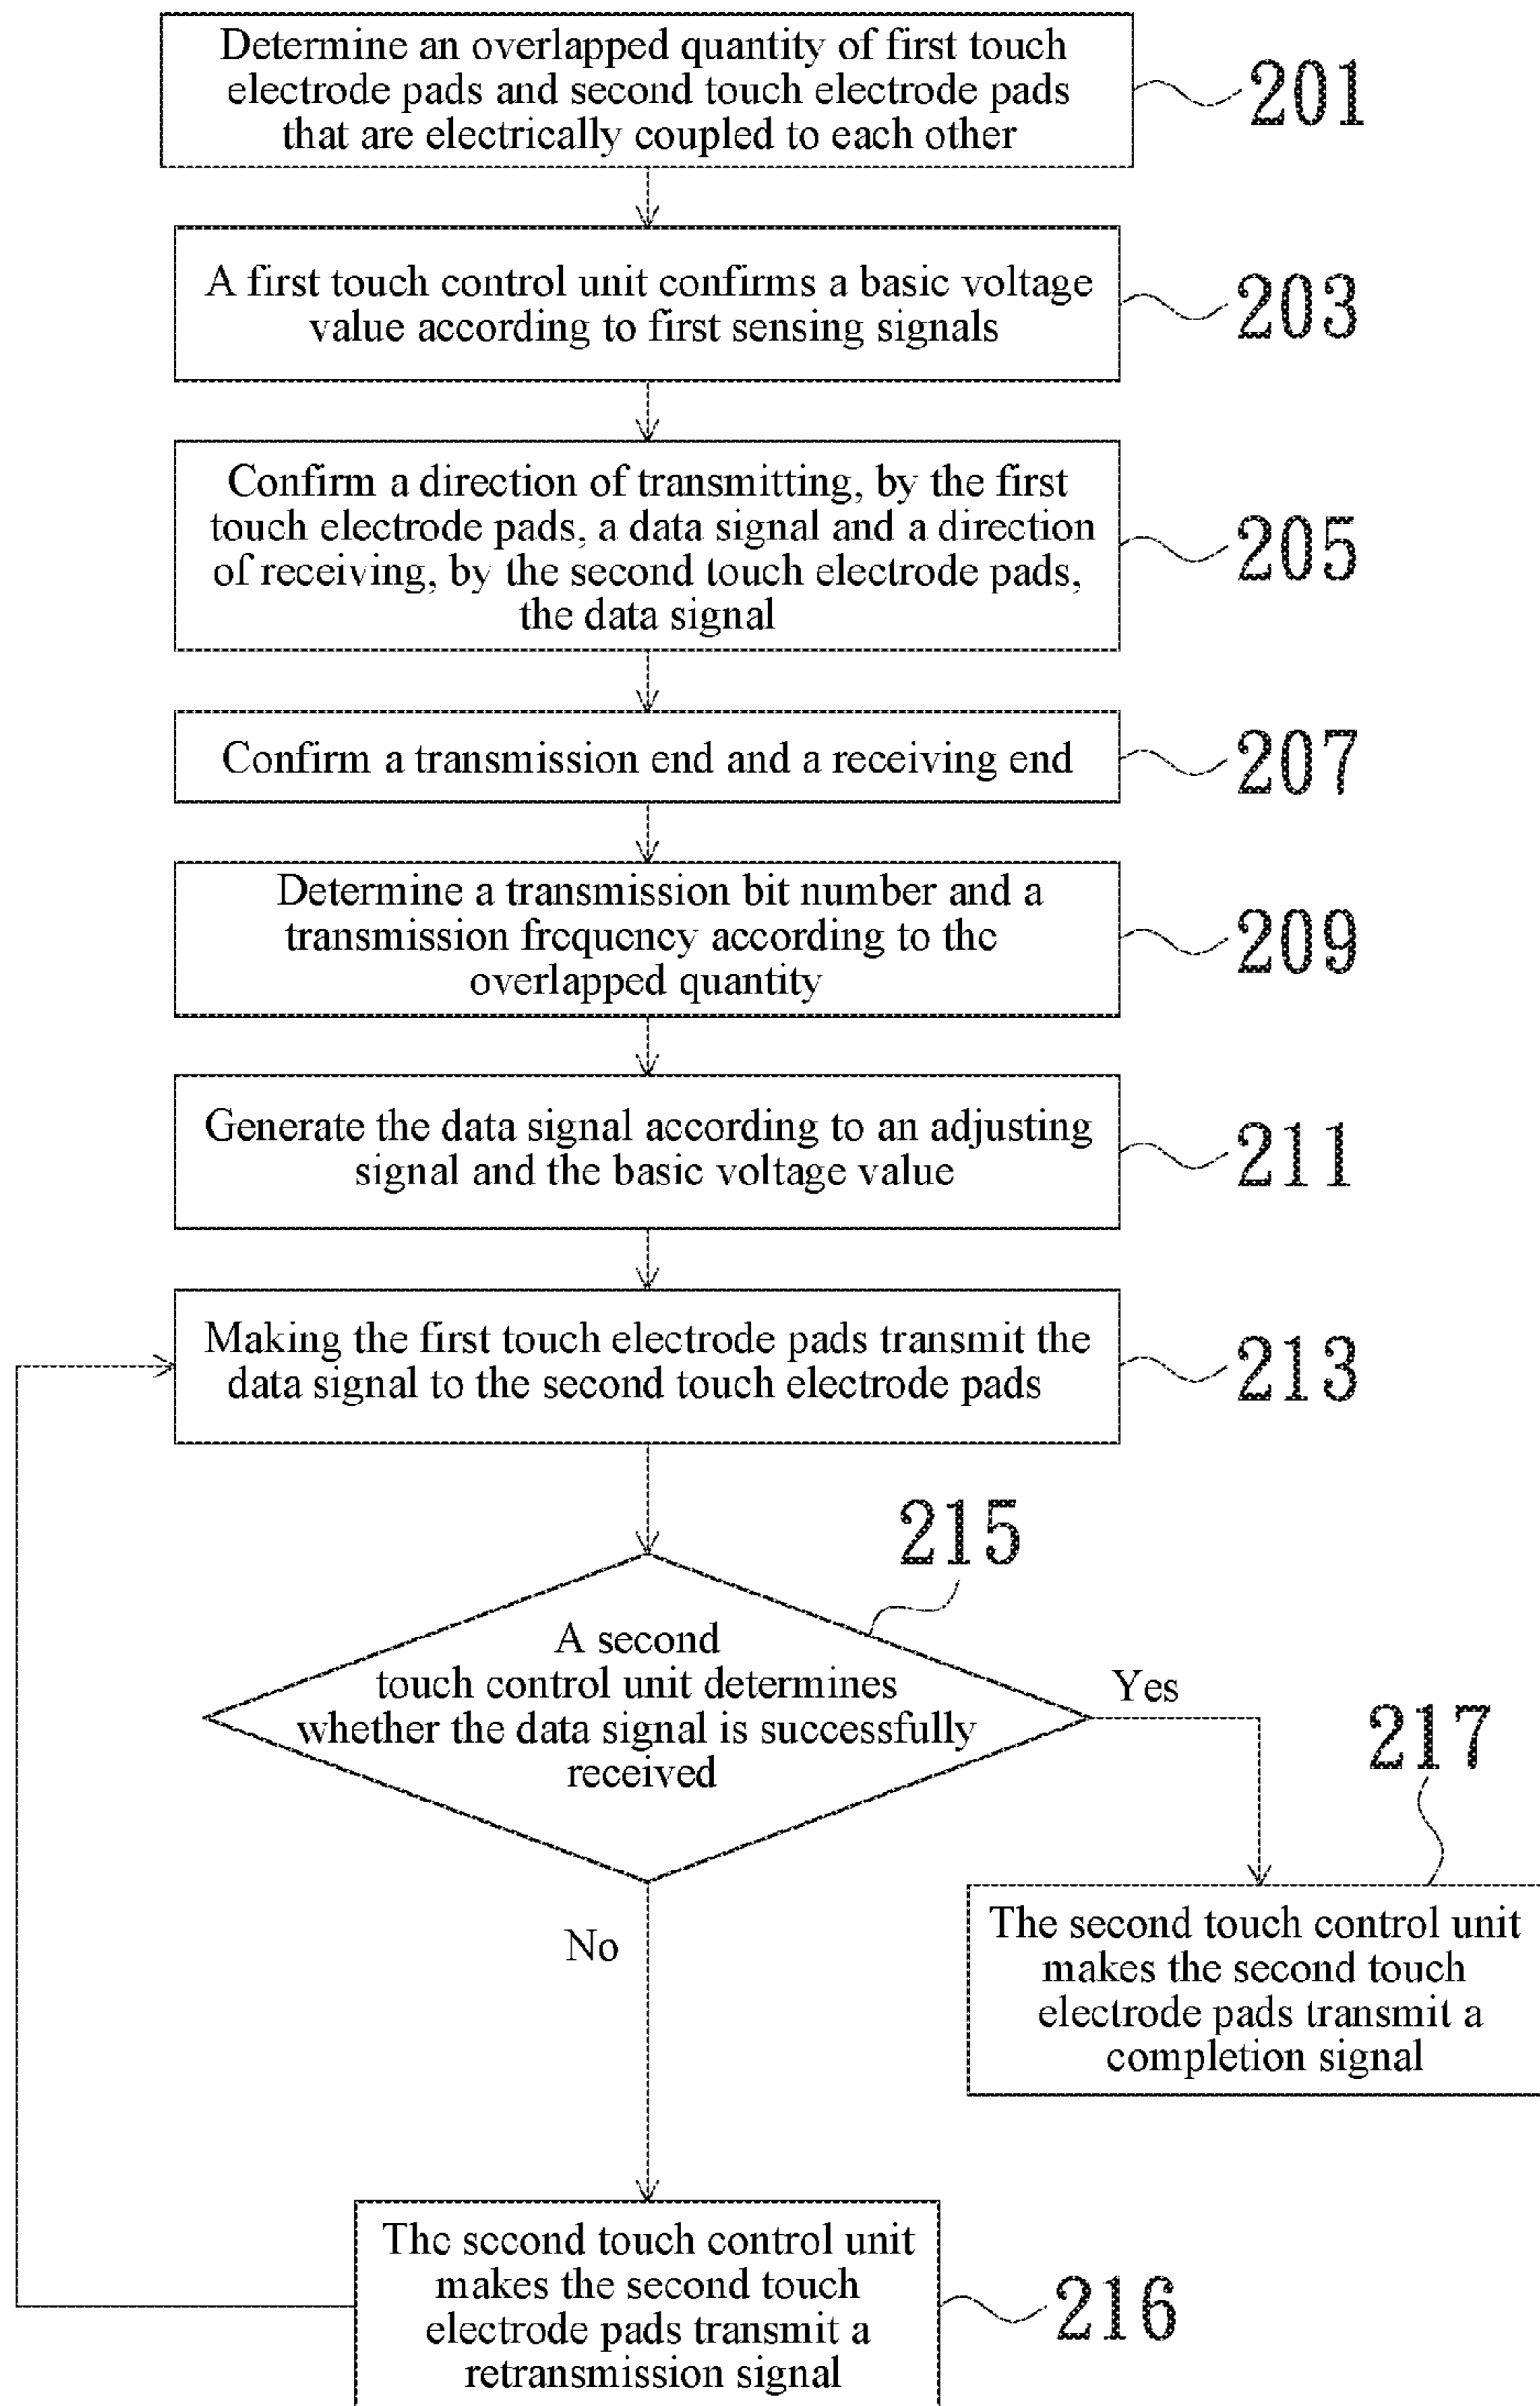 Determine an overlapped quantity of first touch
electrode pads and second touch electrode pads
that are electrically coupled to each other
201
A first touch control unit confirms a basic voltage
value according to first sensing signals
203
Confirm a direction of transmitting, by the first
touch electrode pads, a data signal and a direction
of receiving, by the second touch electrode pads,
the data signal
205
Confirm a transmission end and a receiving end
207
Determine a transmission bit number and a
transmission frequency according to the
overlapped quantity
209
Generate the data signal according to an adjusting
signal and the basic voltage value
211
Making the first touch electrode pads transmit the
data signal to the second touch electrode pads
213
215
A second
touch control unit determines
whether the data signal is successfully
received
Yes
217
The second touch control unit
makes the second touch
electrode pads transmit a
completion signal
No
The second touch control unit
makes the second touch
electrode pads transmit a
retransmission signal
216